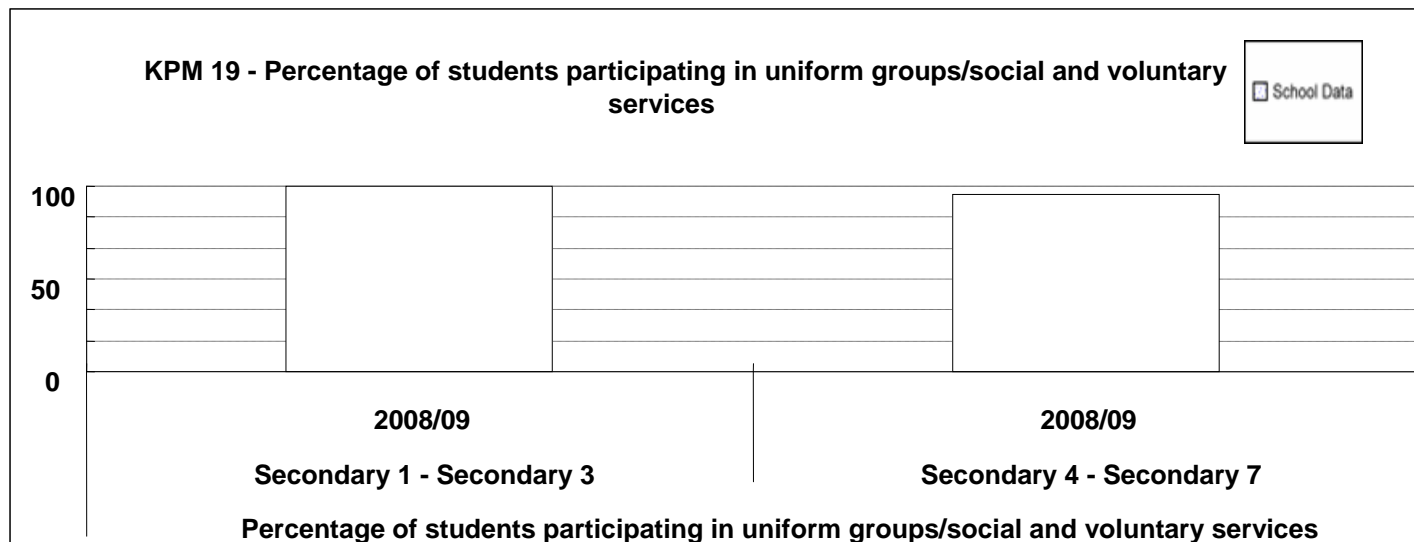 KPM 19 - Percentage of students participating in uniform groups/social and voluntary
services
School Data
100
50
0
2008/09
2008/09
Secondary 1 - Secondary 3
Secondary 4 - Secondary 7
Percentage of students participating in uniform groups/social and voluntary services